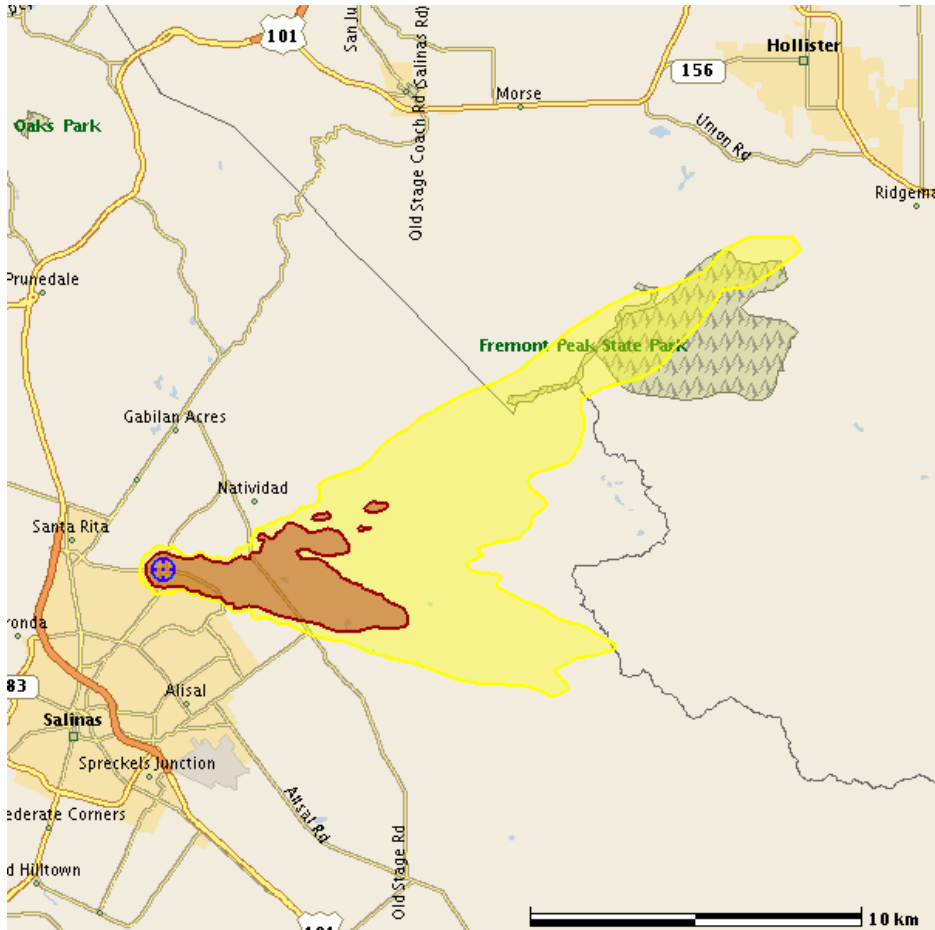 101
San Ju
Old Stage Coach Rd (Salinas Rd)
156
Hollister
Morse
Oaks Park
Union Rd
Ridgema
Prunedale
Fremont Peak State Park
Gabilan Acres
Natividad
Santa Rita
ronda
83
Alisal
Salinas
Spreckels Junction
Alisal Rd
ederate Corners
Old Stage Rd
d Hilltown
101
10 km